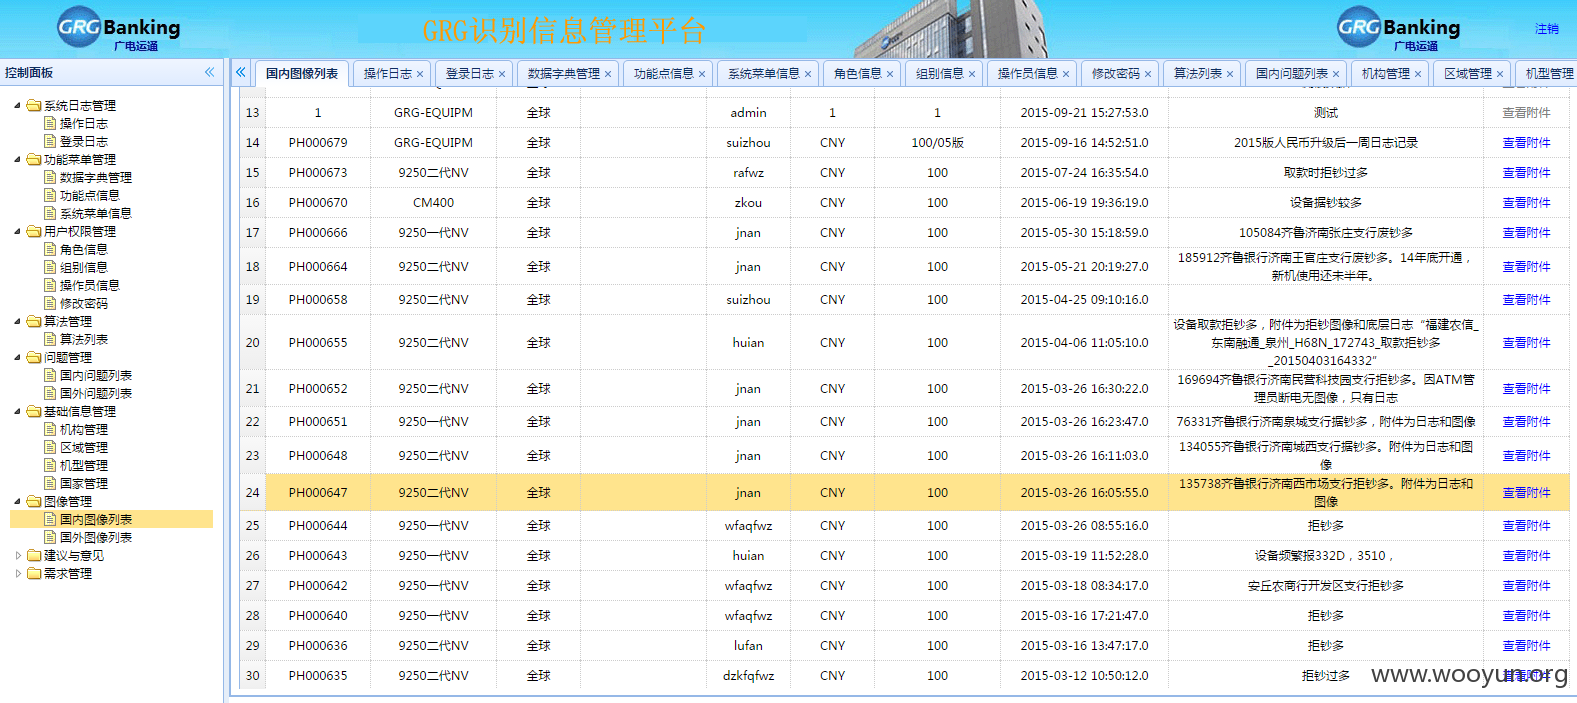 GRG Banking
广电运通
GRG识别信息管理平台
GRG Banking
广电运通
注销
控制面板
国内图像列表 操作日志 登录日志 数据字典管理 功能点信息 系统菜单信息 角色信息 组别信息 操作员信息 修改密码 算法列表 国内问题列表 机构管理 区域管理 机型管理
系统日志管理
操作日志
登录日志
功能菜单管理
数据字典管理
功能点信息
系统菜单信息
用户权限管理
角色信息
组别信息
操作员信息
修改密码
算法管理
算法列表
问题管理
国内问题列表
国外问题列表
基础信息管理
机构管理
区域管理
机型管理
国家管理
图像管理
国内图像列表
国外图像列表
建议与意见
需求管理
13 1 GRG-EQUIPM 全球 admin 1 1 2015-09-21 15:27:53.0 测试 查看附件
14 PH000679 GRG-EQUIPM 全球 suizhou CNY 100/05版 2015-09-16 14:52:51.0 2015版人民币升级后一周日志记录 查看附件
15 PH000673 9250二代NV 全球 rafwz CNY 100 2015-07-24 16:35:54.0 取款时拒钞过多 查看附件
16 PH000670 CM400 全球 zkou CNY 100 2015-06-19 19:36:19.0 设备据钞较多 查看附件
17 PH000666 9250一代NV 全球 jnan CNY 100 2015-05-30 15:18:59.0 105084齐鲁济南张庄支行废钞多 查看附件
18 PH000664 9250二代NV 全球 jnan CNY 100 2015-05-21 20:19:27.0 185912齐鲁银行济南王官庄支行废钞多。14年底开通，
新机使用还未半年。 查看附件
19 PH000658 9250二代NV 全球 suizhou CNY 100 2015-04-25 09:10:16.0 查看附件
20 PH000655 9250二代NV 全球 huian CNY 100 2015-04-06 11:05:10.0 设备取款拒钞多，附件为拒钞图像和底层日志“福建农信_
东南融通_泉州_H68N_172743_取款拒钞多
_20150403164332” 查看附件
21 PH000652 9250二代NV 全球 jnan CNY 100 2015-03-26 16:30:22.0 169694齐鲁银行济南民营科技园支行拒钞多。因ATM管
理员断电无图像，只有日志 查看附件
22 PH000651 9250一代NV 全球 jnan CNY 100 2015-03-26 16:23:47.0 76331齐鲁银行济南泉城支行据钞多，附件为日志和图像 查看附件
23 PH000648 9250二代NV 全球 jnan CNY 100 2015-03-26 16:11:03.0 134055齐鲁银行济南城西支行据钞多。附件为日志和图
像 查看附件
24 PH000647 9250二代NV 全球 jnan CNY 100 2015-03-26 16:05:55.0 135738齐鲁银行济南西市场支行拒钞多。附件为日志和
图像 查看附件
25 PH000644 9250一代NV 全球 wfaqfwz CNY 100 2015-03-26 08:55:16.0 拒钞多 查看附件
26 PH000643 9250一代NV 全球 huian CNY 100 2015-03-19 11:52:28.0 设备频繁报332D，3510， 查看附件
27 PH000642 9250一代NV 全球 wfaqfwz CNY 100 2015-03-18 08:34:17.0 安丘农商行开发区支行拒钞多 查看附件
28 PH000640 9250一代NV 全球 wfaqfwz CNY 100 2015-03-16 17:21:47.0 拒钞多 查看附件
29 PH000636 9250二代NV 全球 lufan CNY 100 2015-03-16 13:47:17.0 拒钞多 查看附件
30 PH000635 9250二代NV 全球 dzkfqfwz CNY 100 2015-03-12 10:50:12.0 拒钞过多 查看附件
www.wooyun.org